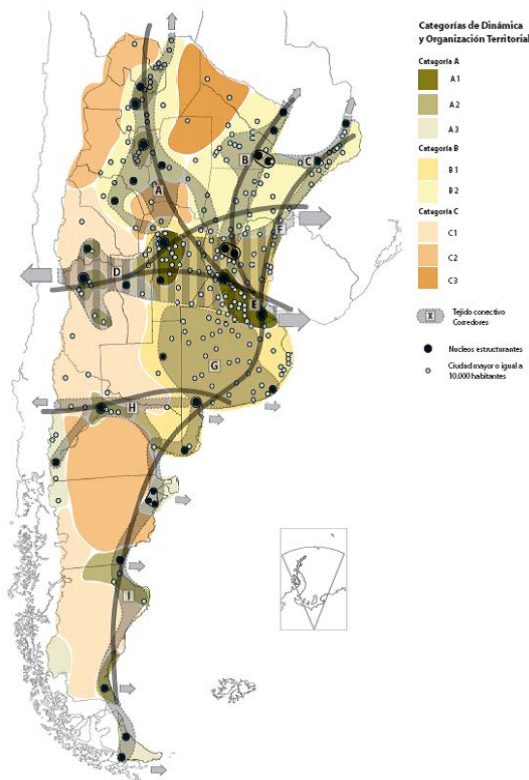 Categorías de Dinámica
y Organización Territorial
Categoría A
A 1
A 2
A 3
Categoría B
B 1
B 2
Categoría C
C1
C2
C3
X
Tejido conectivo
Corredores
Nucleos estructurantes
Ciudad mayor o igual a
10.000 habitantes
B
C
A
F
D
E
G
H
I